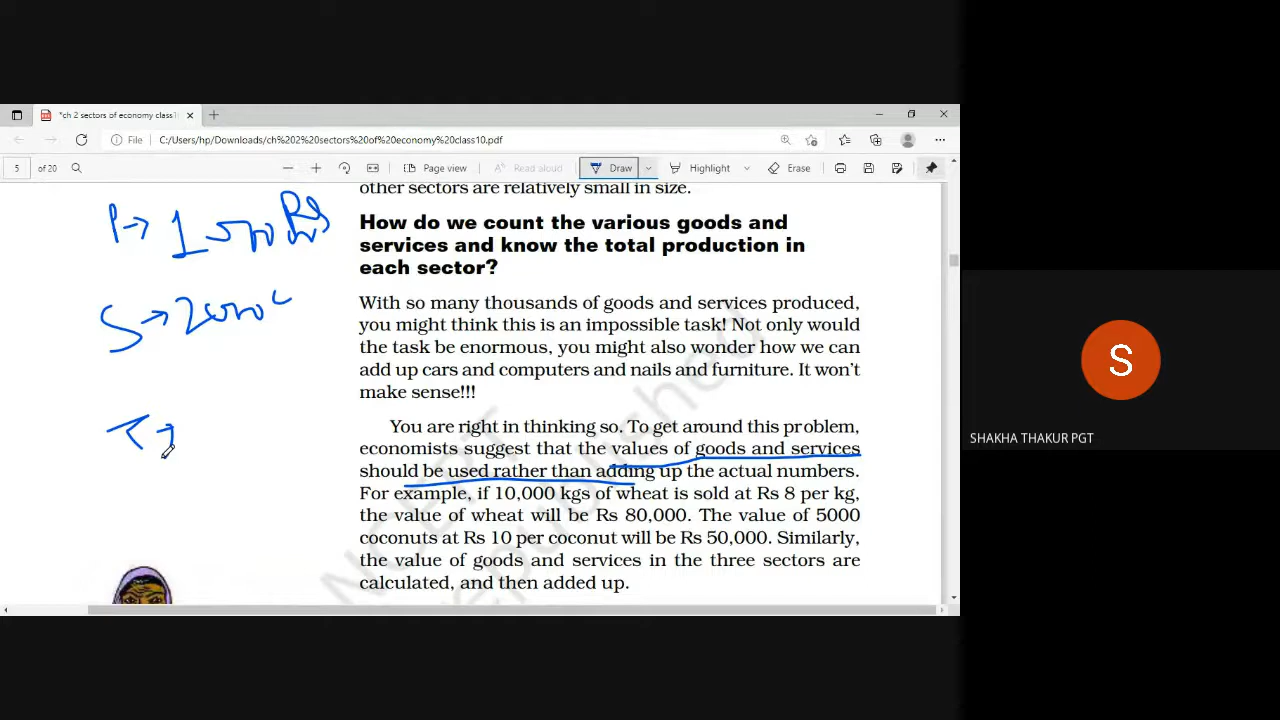 *ch 2 sectors of economy class1
File
C:/Users/hp/Downloads/ch%202%20sectors%20of%20economy%20class10.pdf
5 of 20
Page view
Read aloud
Draw
Highlight
Erase
other sectors are relatively small in size.
How do we count the various goods and
services and know the total production in
each sector?
With so many thousands of goods and services produced,
you might think this is an impossible task! Not only would
the task be enormous, you might also wonder how we can
add up cars and computers and nails and furniture. It won't
make sense!!!
You are right in thinking so. To get around this problem,
economists suggest that the values of goods and services
should be used rather than adding up the actual numbers.
For example, if 10,000 kgs of wheat is sold at Rs 8 per kg,
the value of wheat will be Rs 80,000. The value of 5000
coconuts at Rs 10 per coconut will be Rs 50,000. Similarly,
the value of goods and services in the three sectors are
calculated, and then added up.
P→
S→
T
NCERT
republished
S
SHAKHA THAKUR PGT